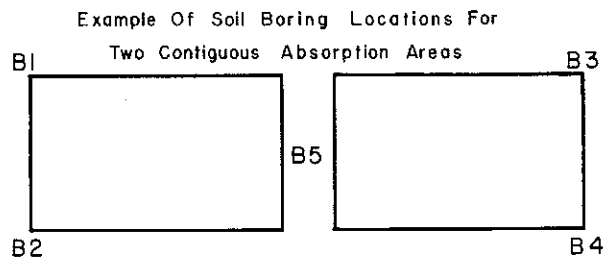 Example Of Soil Boring Locations For
Two Contiguous Absorption Areas
B1
B3
B5
B2
B4